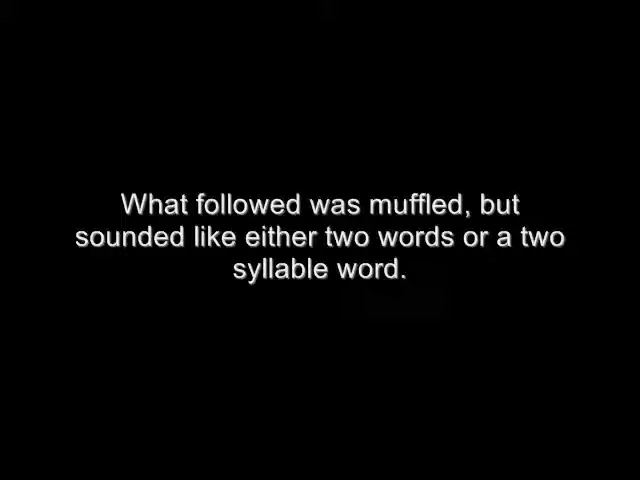 What followed was muffled, but
sounded like either two words or a two
syllable word.